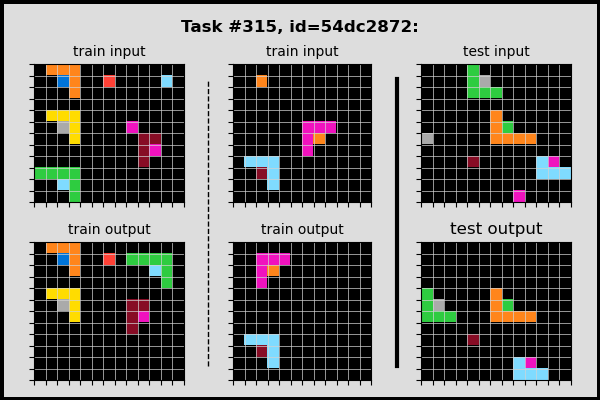 Task #315, id=54dc2872:
train input
train input
test input
train output
train output
test output